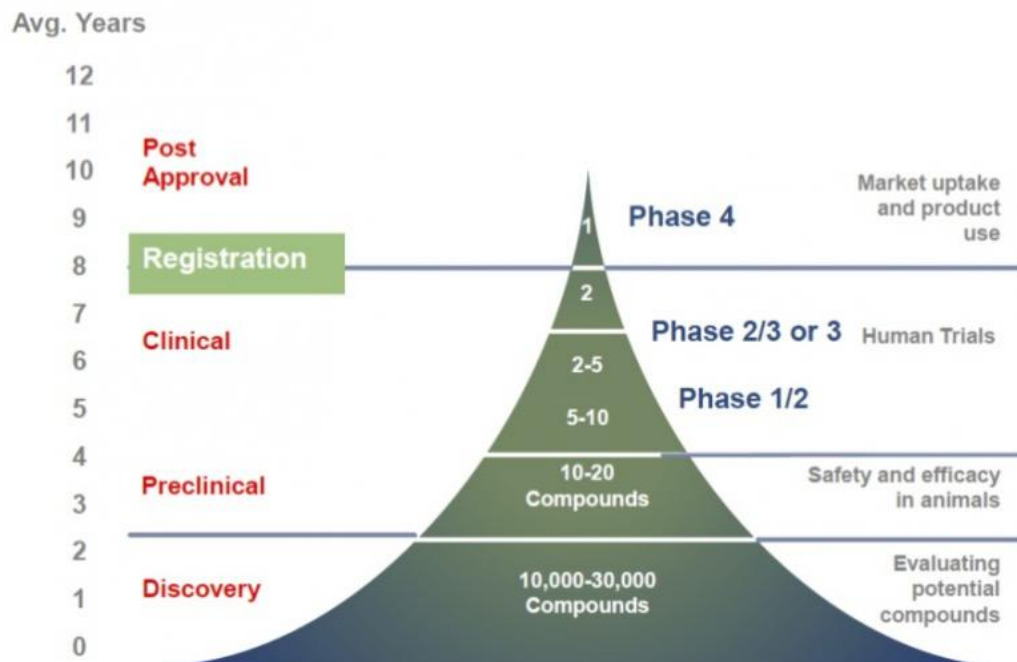 Avg. Years
12
11
10
9
8
7
6
5
4
3
2
1
0
Post
Approval
Registration
Clinical
Preclinical
Discovery
1
2
2-5
5-10
10-20
Compounds
10,000-30,000
Compounds
Phase 4
Phase 2/3 or 3
Phase 1/2
Market uptake
and product
use
Human Trials
Safety and efficacy
in animals
Evaluating
potential
compounds